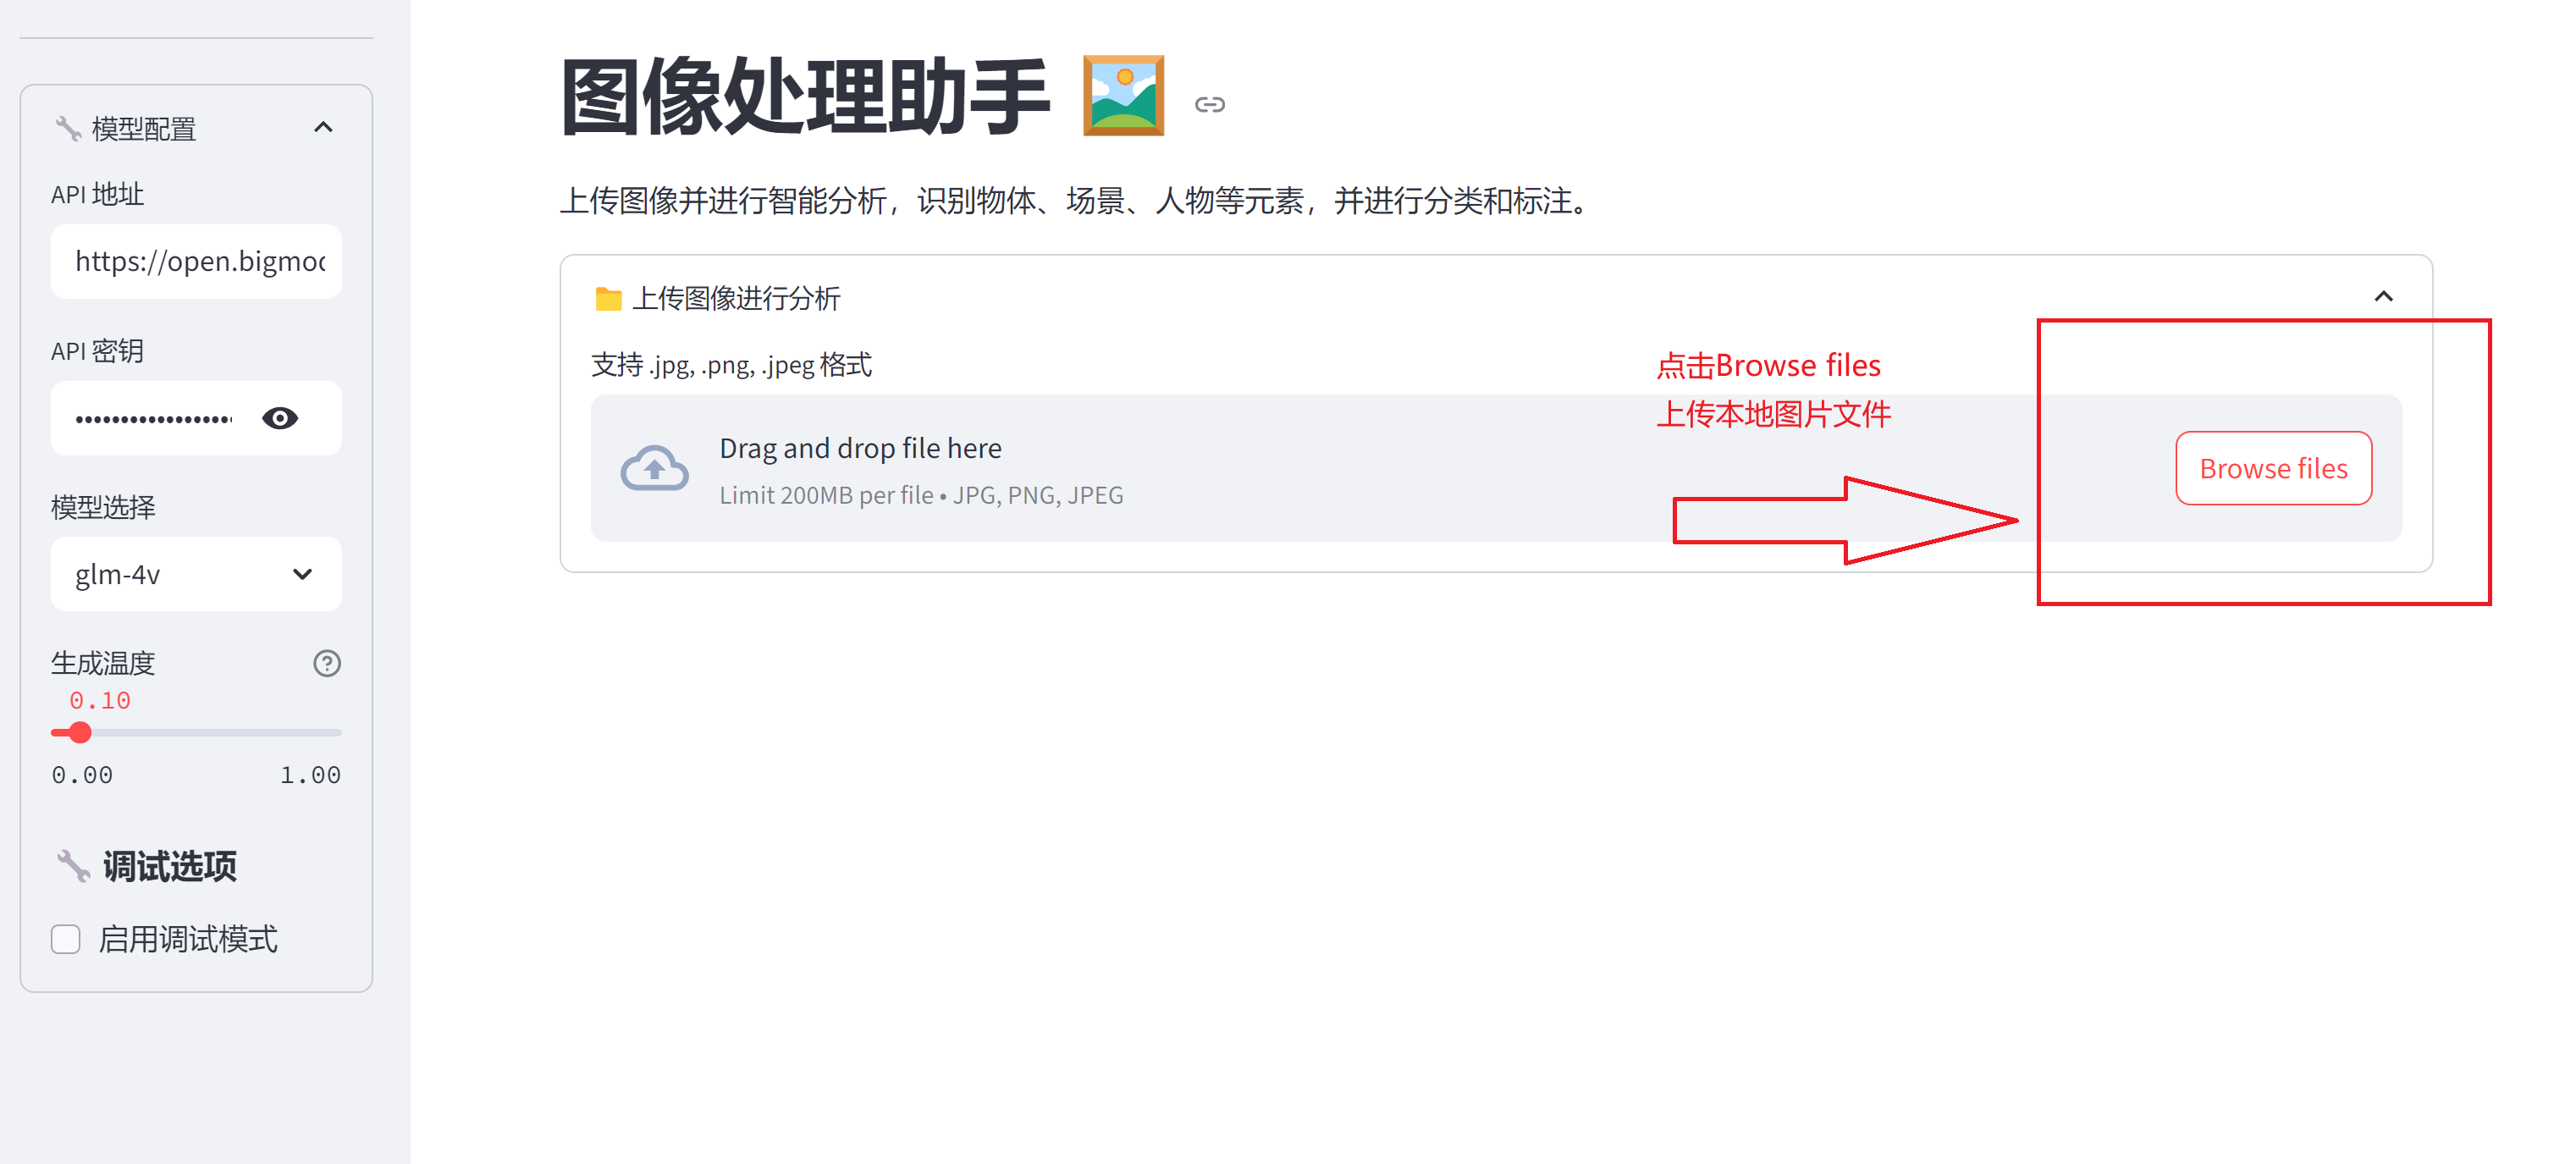 模型配置
API 地址
https://open.bigmod
API 密钥
模型选择
glm-4v
生成温度
0.10
0.00 1.00
调试选项
启用调试模式
图像处理助手
上传图像并进行智能分析，识别物体、场景、人物等元素，并进行分类和标注。
上传图像进行分析
支持 .jpg, .png, .jpeg 格式
Drag and drop file here
Limit 200MB per file • JPG, PNG, JPEG
点击Browse files
上传本地图片文件
Browse files